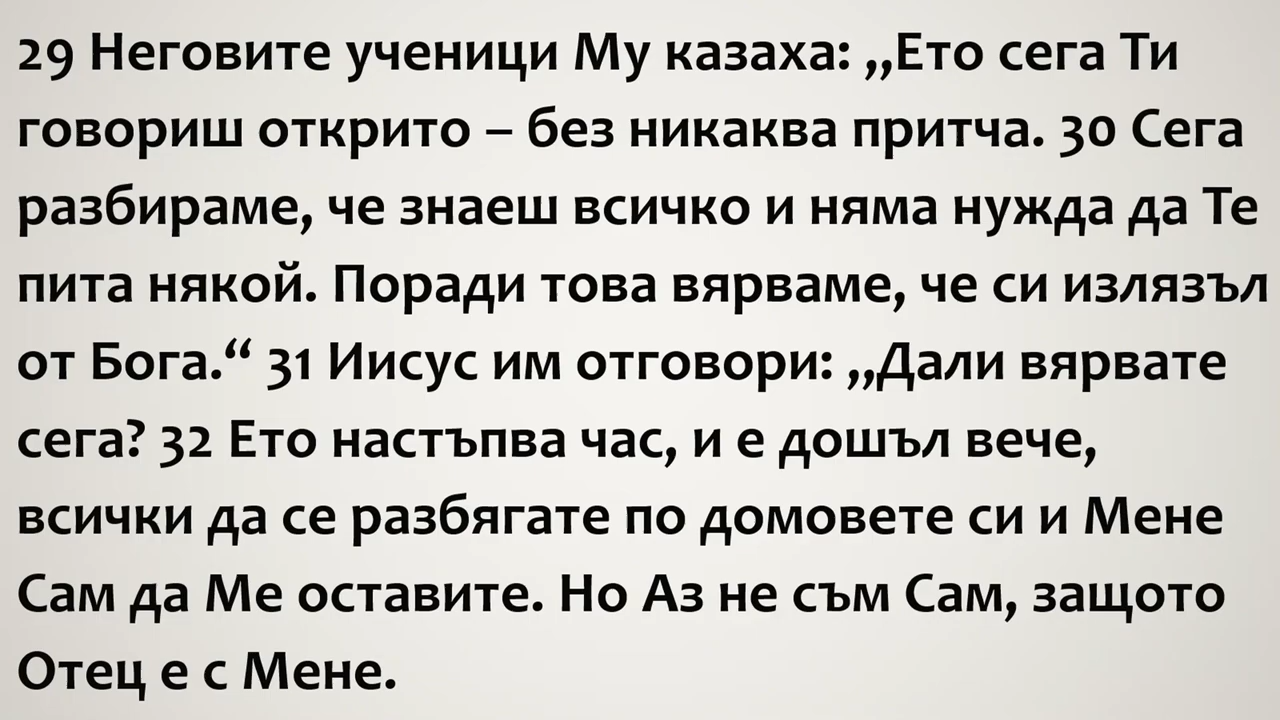 29 Неговите ученици Му казаха: „Ето сега Ти
говориш открито – без никаква притча. 30 Сега
разбираме, че знаеш всичко и няма нужда да Те
пита някой. Поради това вярваме, че си излязъл
от Бога.“ 31 Иисус им отговори: „Дали вярвате
сега? 32 Ето настъпва час, и е дошъл вече,
всички да се разбягате по домовете си и Мене
Сам да Ме оставите. Но Аз не съм Сам, защото
Отец е с Мене.